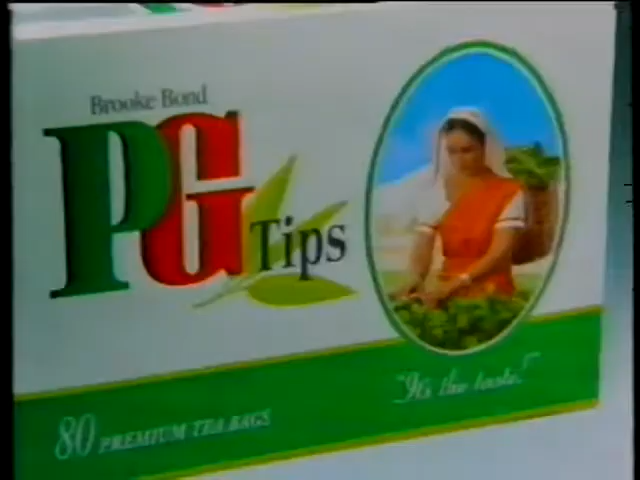 Brooke Bond
PG
Tips
80 PREMIUM TEA BAGS
"It's the taste!"